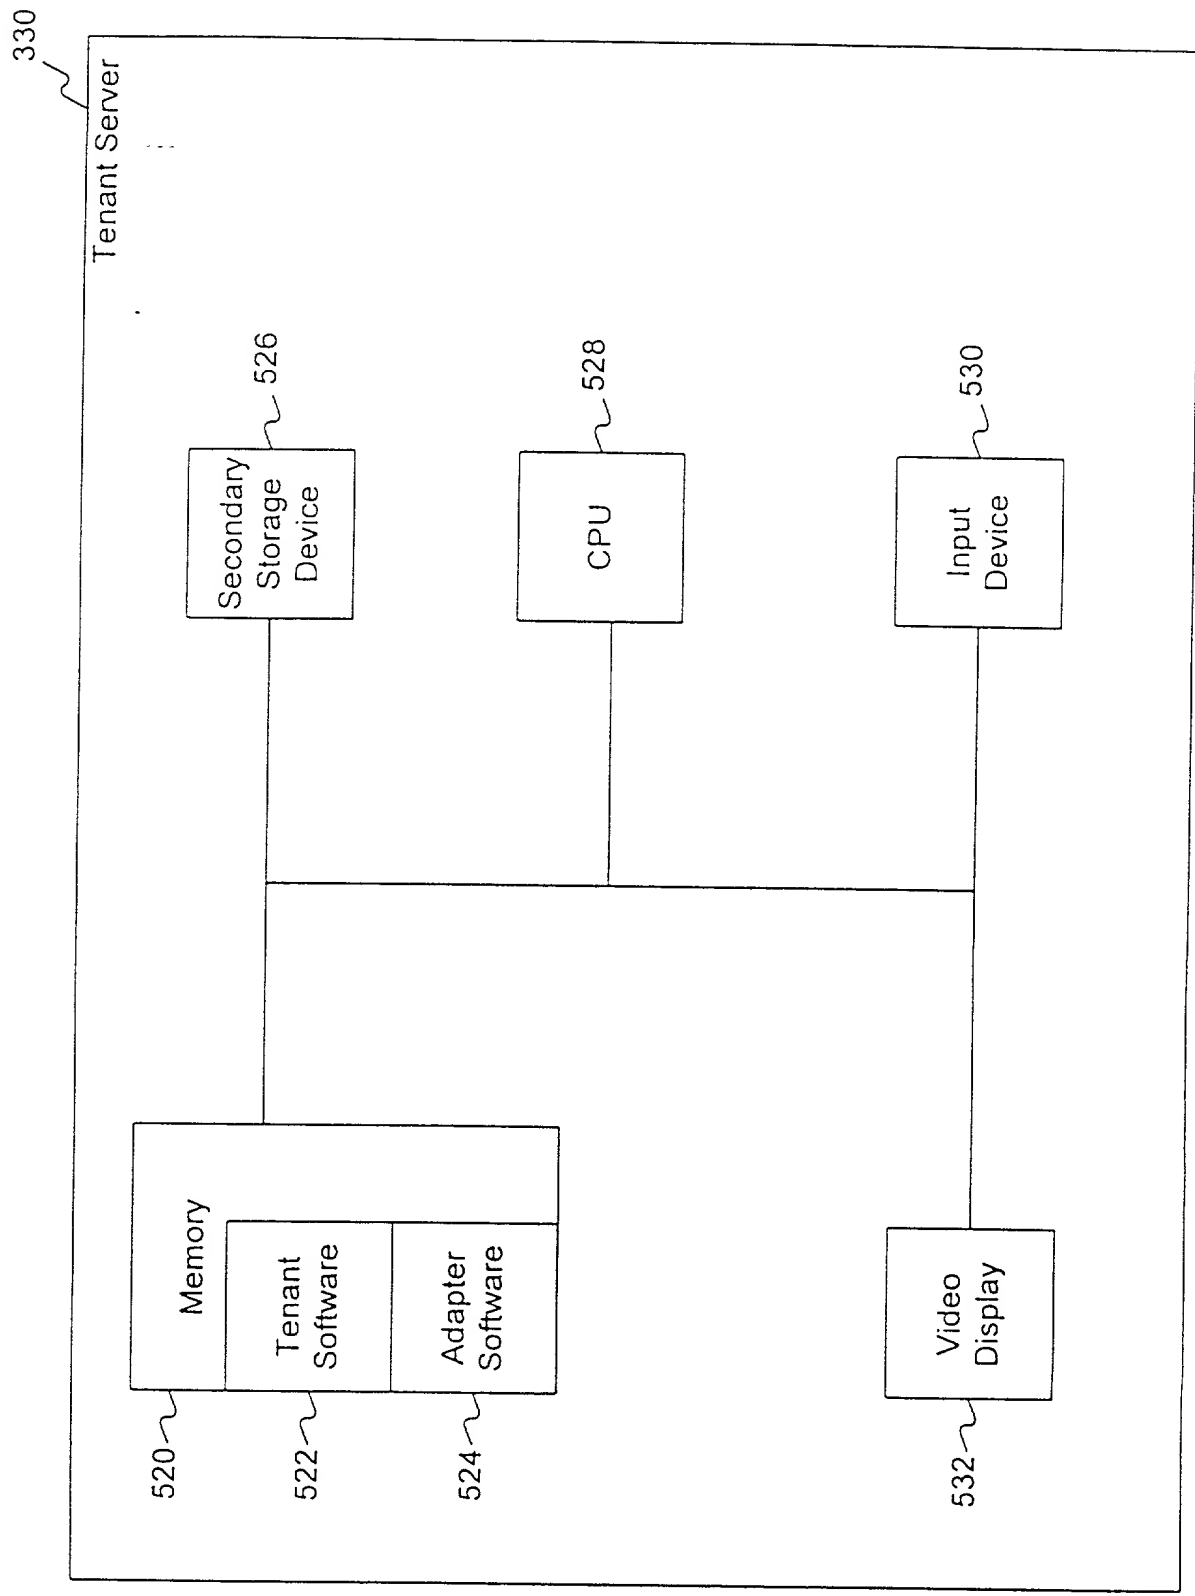 330
Tenant Server
520
Memory
522
Tenant
Software
524
Adapter
Software
Secondary
Storage
Device
526
CPU
528
532
Video
Display
Input
Device
530